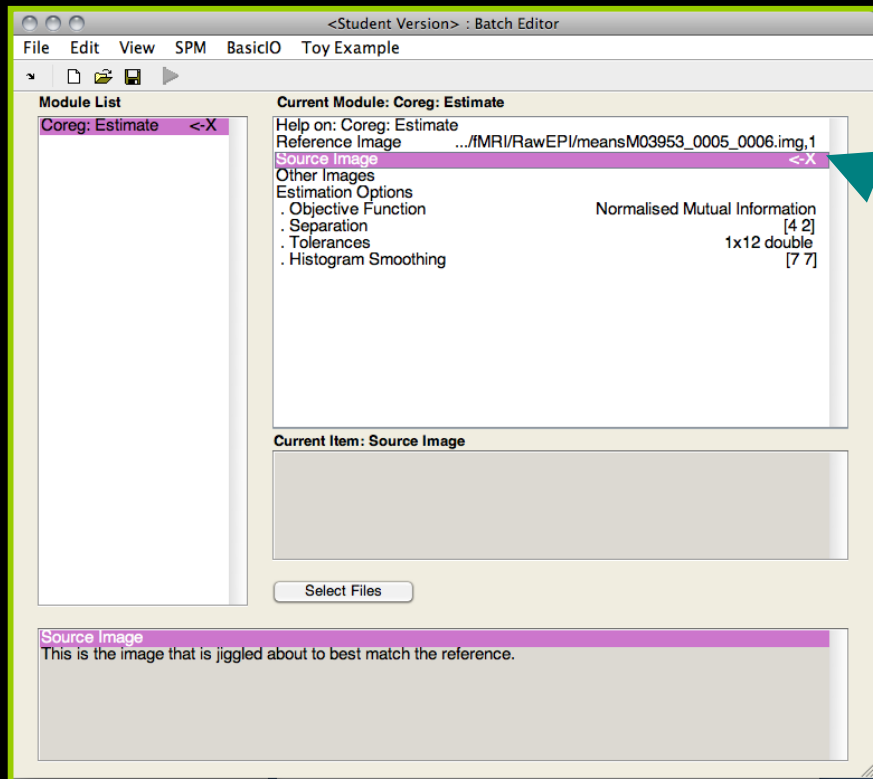 <Student Version> : Batch Editor
File Edit View SPM BasicIO Toy Example
Module List
Coreg: Estimate <-X
Current Module: Coreg: Estimate
Help on: Coreg: Estimate
Reference Image .../fMRI/RawEPI/meansM03953_0005_0006.img,1
Source Image <-X
Other Images
Estimation Options
. Objective Function Normalised Mutual Information
. Separation [4 2]
. Tolerances 1x12 double
. Histogram Smoothing [7 7]
Current Item: Source Image
Select Files
Source Image
This is the image that is jiggled about to best match the reference.